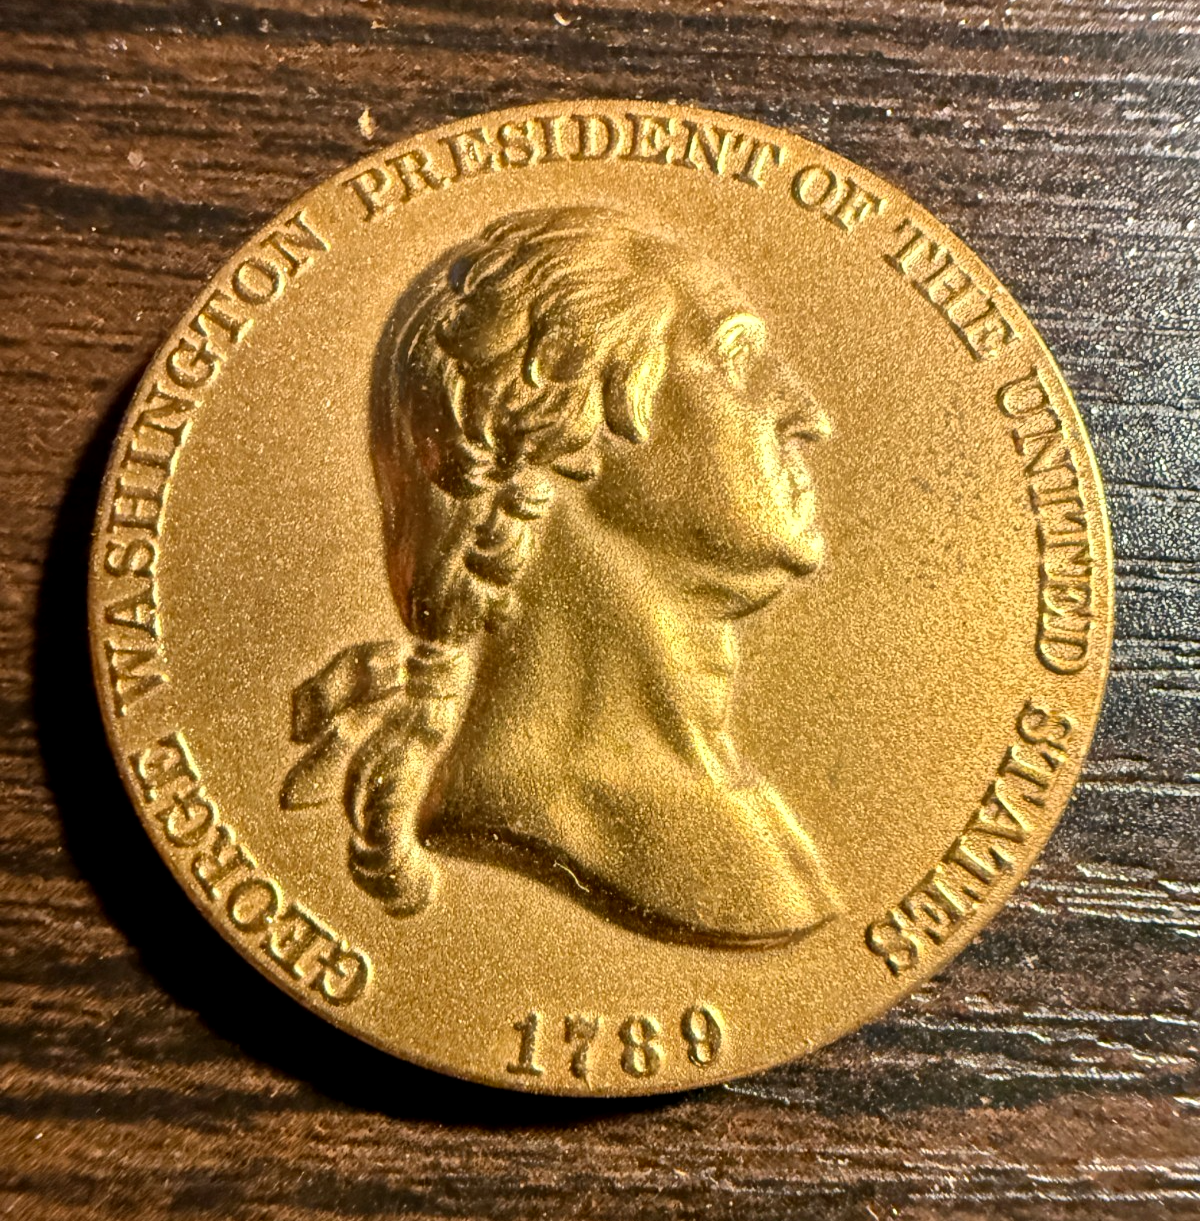 GEORGE WASHINGTON PRESIDENT OF THE UNITED STATES
1789